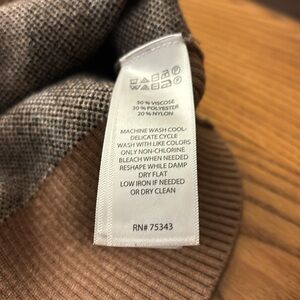 50 % VISCOSE
30 % POLYESTER
20 % NYLON
MACHINE WASH COOL-
DELICATE CYCLE
WASH WITH LIKE COLORS
ONLY NON-CHLORINE
BLEACH WHEN NEEDED
RESHAPE WHILE DAMP
DRY FLAT
LOW IRON IF NEEDED
OR DRY CLEAN
RN# 75343